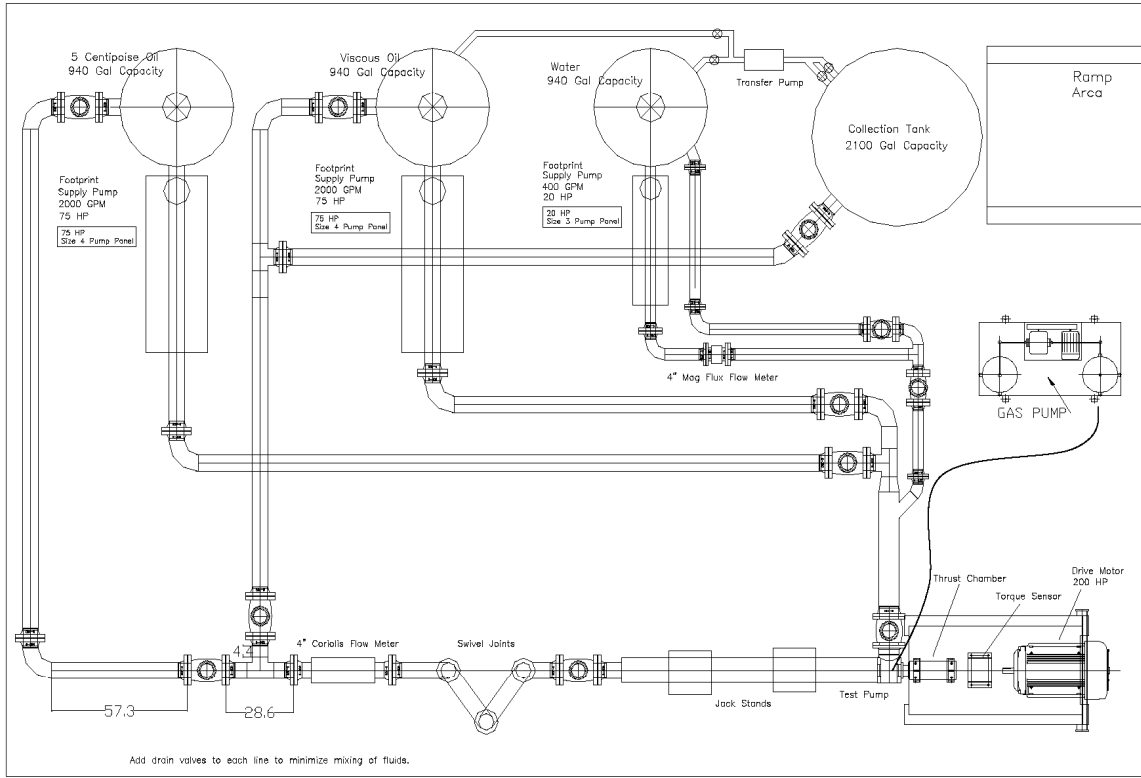 5 Centipoise Oil
940 Gal Capacity
Viscous Oil
940 Gal Capacity
Water
940 Gal Capacity
Transfer Pump
Collection Tank
2100 Gal Capacity
Ramp
Area
Footprint
Supply Pump
2000 GPM
75 HP
75 HP
Size 4 Pump Panel
Footprint
Supply Pump
2000 GPM
75 HP
75 HP
Size 4 Pump Panel
Footprint
Supply Pump
400 GPM
20 HP
20 HP
Size 3 Pump Panel
4" Mag Flux Flow Meter
GAS PUMP
Drive Motor
200 HP
Thrust Chamber
Torque Sensor
4.4
4" Coriolis Flow Meter
Swivel Joints
Test Pump
Jack Stands
57.3
28.6
Add drain valves to each line to minimize mixing of fluids.